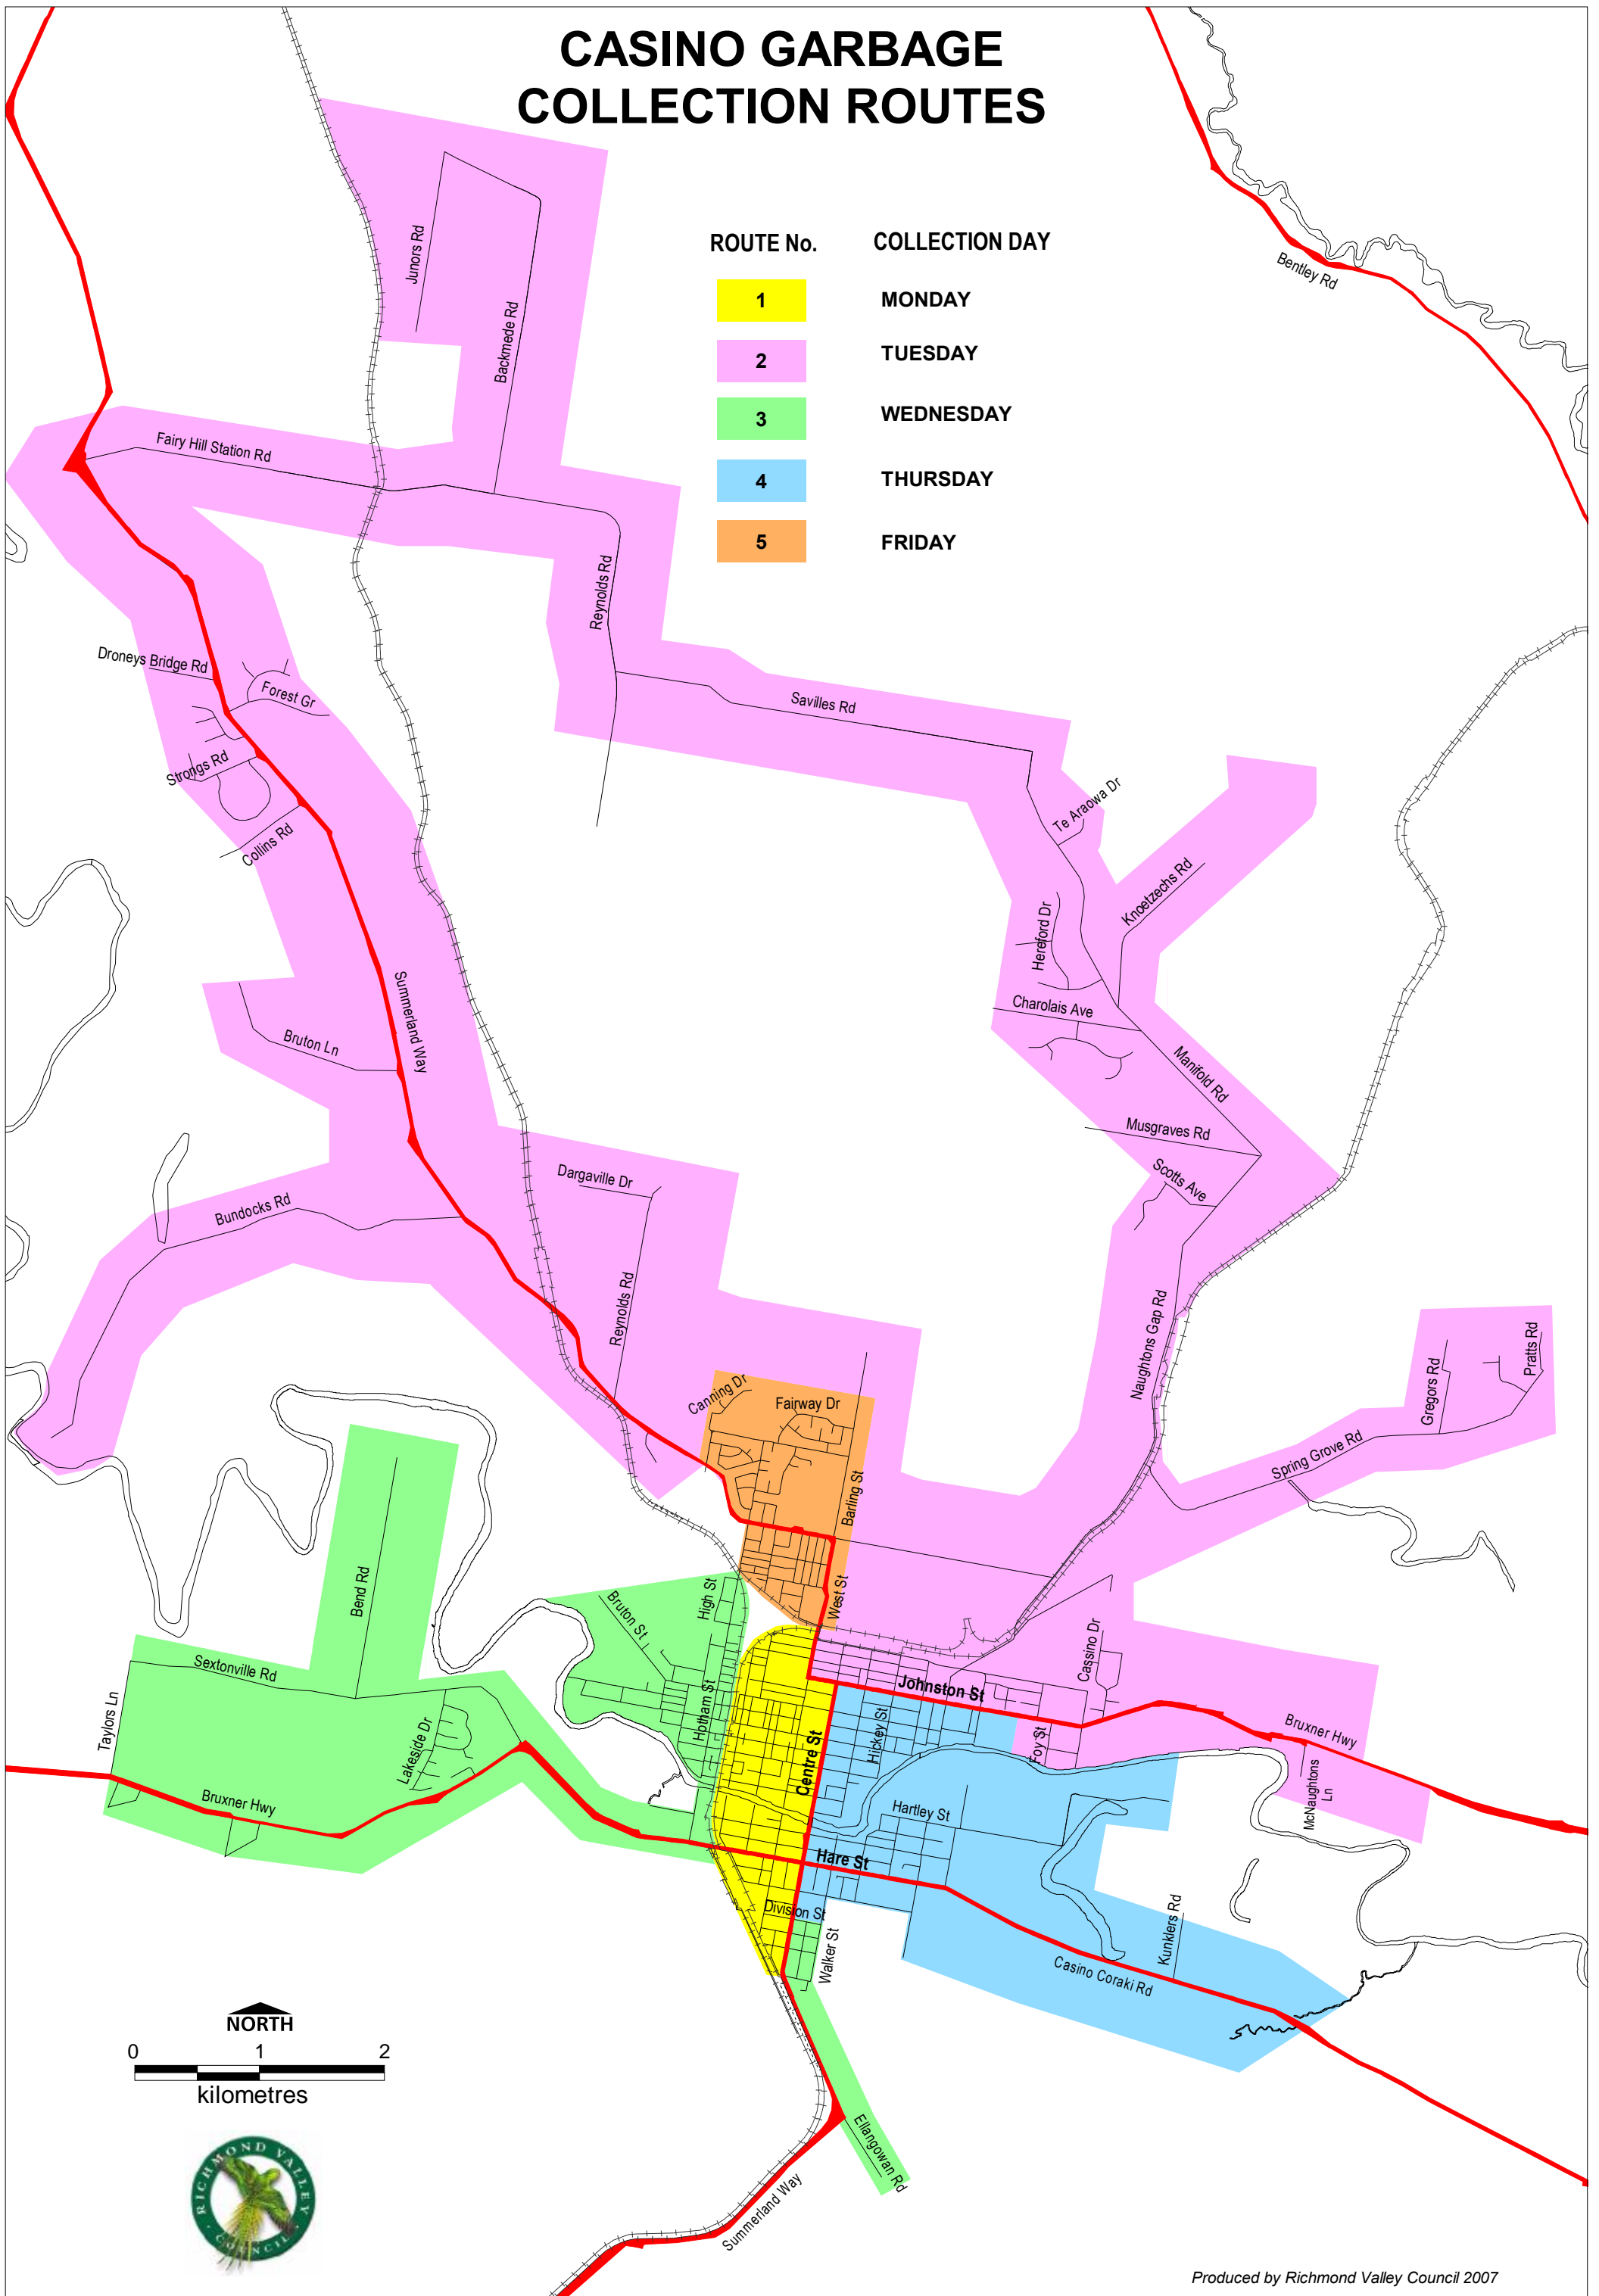 CASINO GARBAGE
COLLECTION ROUTES
ROUTE No. COLLECTION DAY
1 MONDAY
2 TUESDAY
3 WEDNESDAY
4 THURSDAY
5 FRIDAY
Bentley Rd
Junors Rd
Backmede Rd
Fairy Hill Station Rd
Reynolds Rd
Droneys Bridge Rd
Forest Gr
Savilles Rd
Strongs Rd
Collins Rd
Te Araowa Dr
Knoetzechs Rd
Hereford Dr
Charolais Ave
Summerland Way
Bruton Ln
Manifold Rd
Musgraves Rd
Scotts Ave
Dargaville Dr
Bundocks Rd
Reynolds Rd
Naughtons Gap Rd
Pratts Rd
Gregors Rd
Spring Grove Rd
Canning Dr
Fairway Dr
Barling St
West St
High St
Bruton St
Bend Rd
Sextonville Rd
Taylors Ln
Lakeside Dr
Hotham St
Cassino Dr
Johnston St
Hickey St
Foy St
Centre St
Bruxner Hwy
McNaughtons
Ln
Bruxner Hwy
Hartley St
Hare St
Division St
Walker St
Kunklers Rd
Casino Coraki Rd
Ellangowan Rd
Summerland Way
NORTH
0 1 2
kilometres
RICHMOND VALLEY
COUNCIL
Produced by Richmond Valley Council 2007